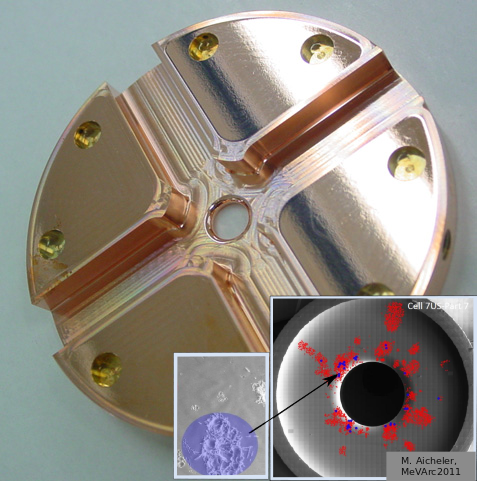 Cell 7US
M. Aicheler,
MeVArc2011